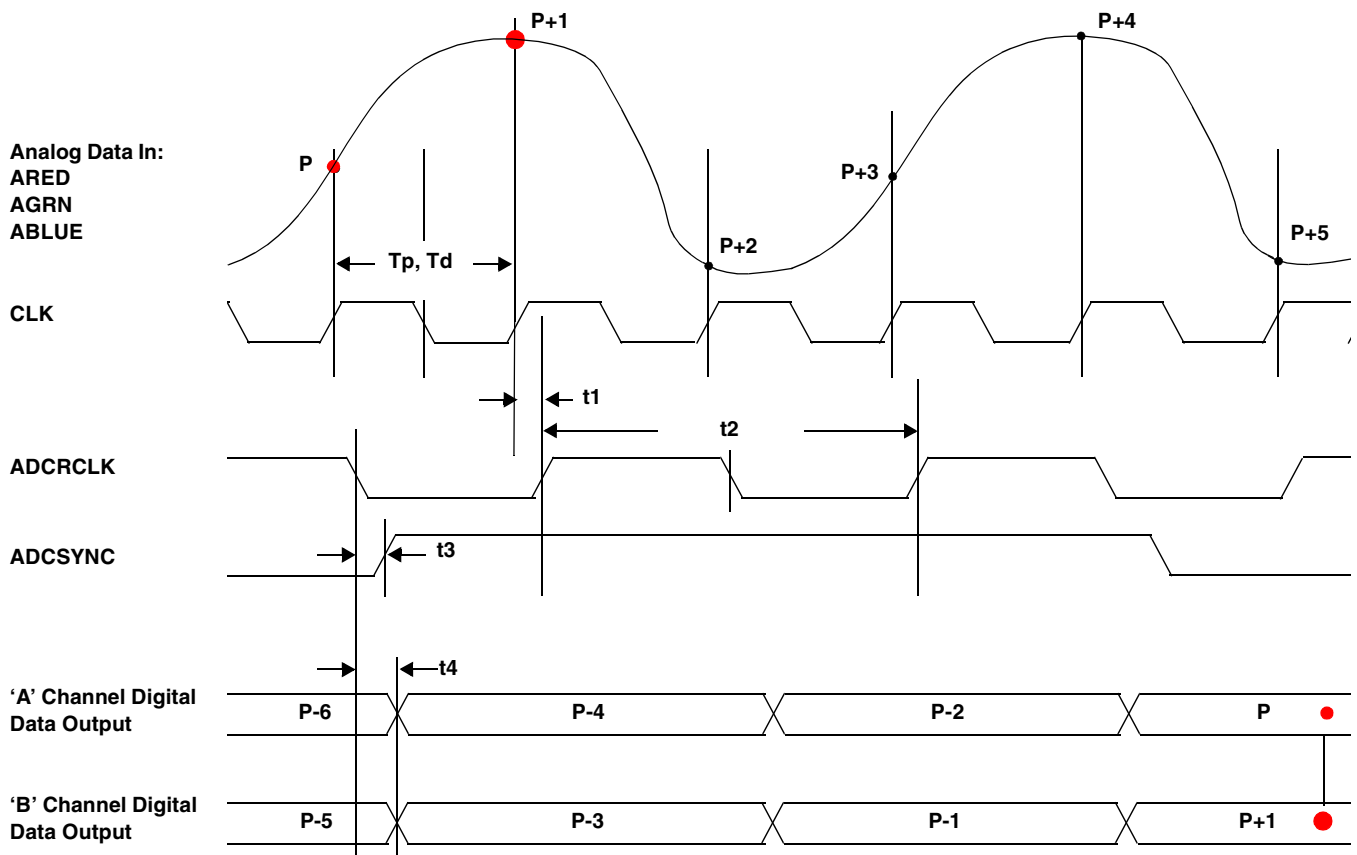 P+1
P+4
Analog Data In:
ARED
AGRN
ABLUE
P
P+3
P+2
P+5
Tp, Td
CLK
t1
t2
ADCRCLK
ADCSYNC
t3
t4
‘A’ Channel Digital
Data Output
P-6
P-4
P-2
P
‘B’ Channel Digital
Data Output
P-5
P-3
P-1
P+1